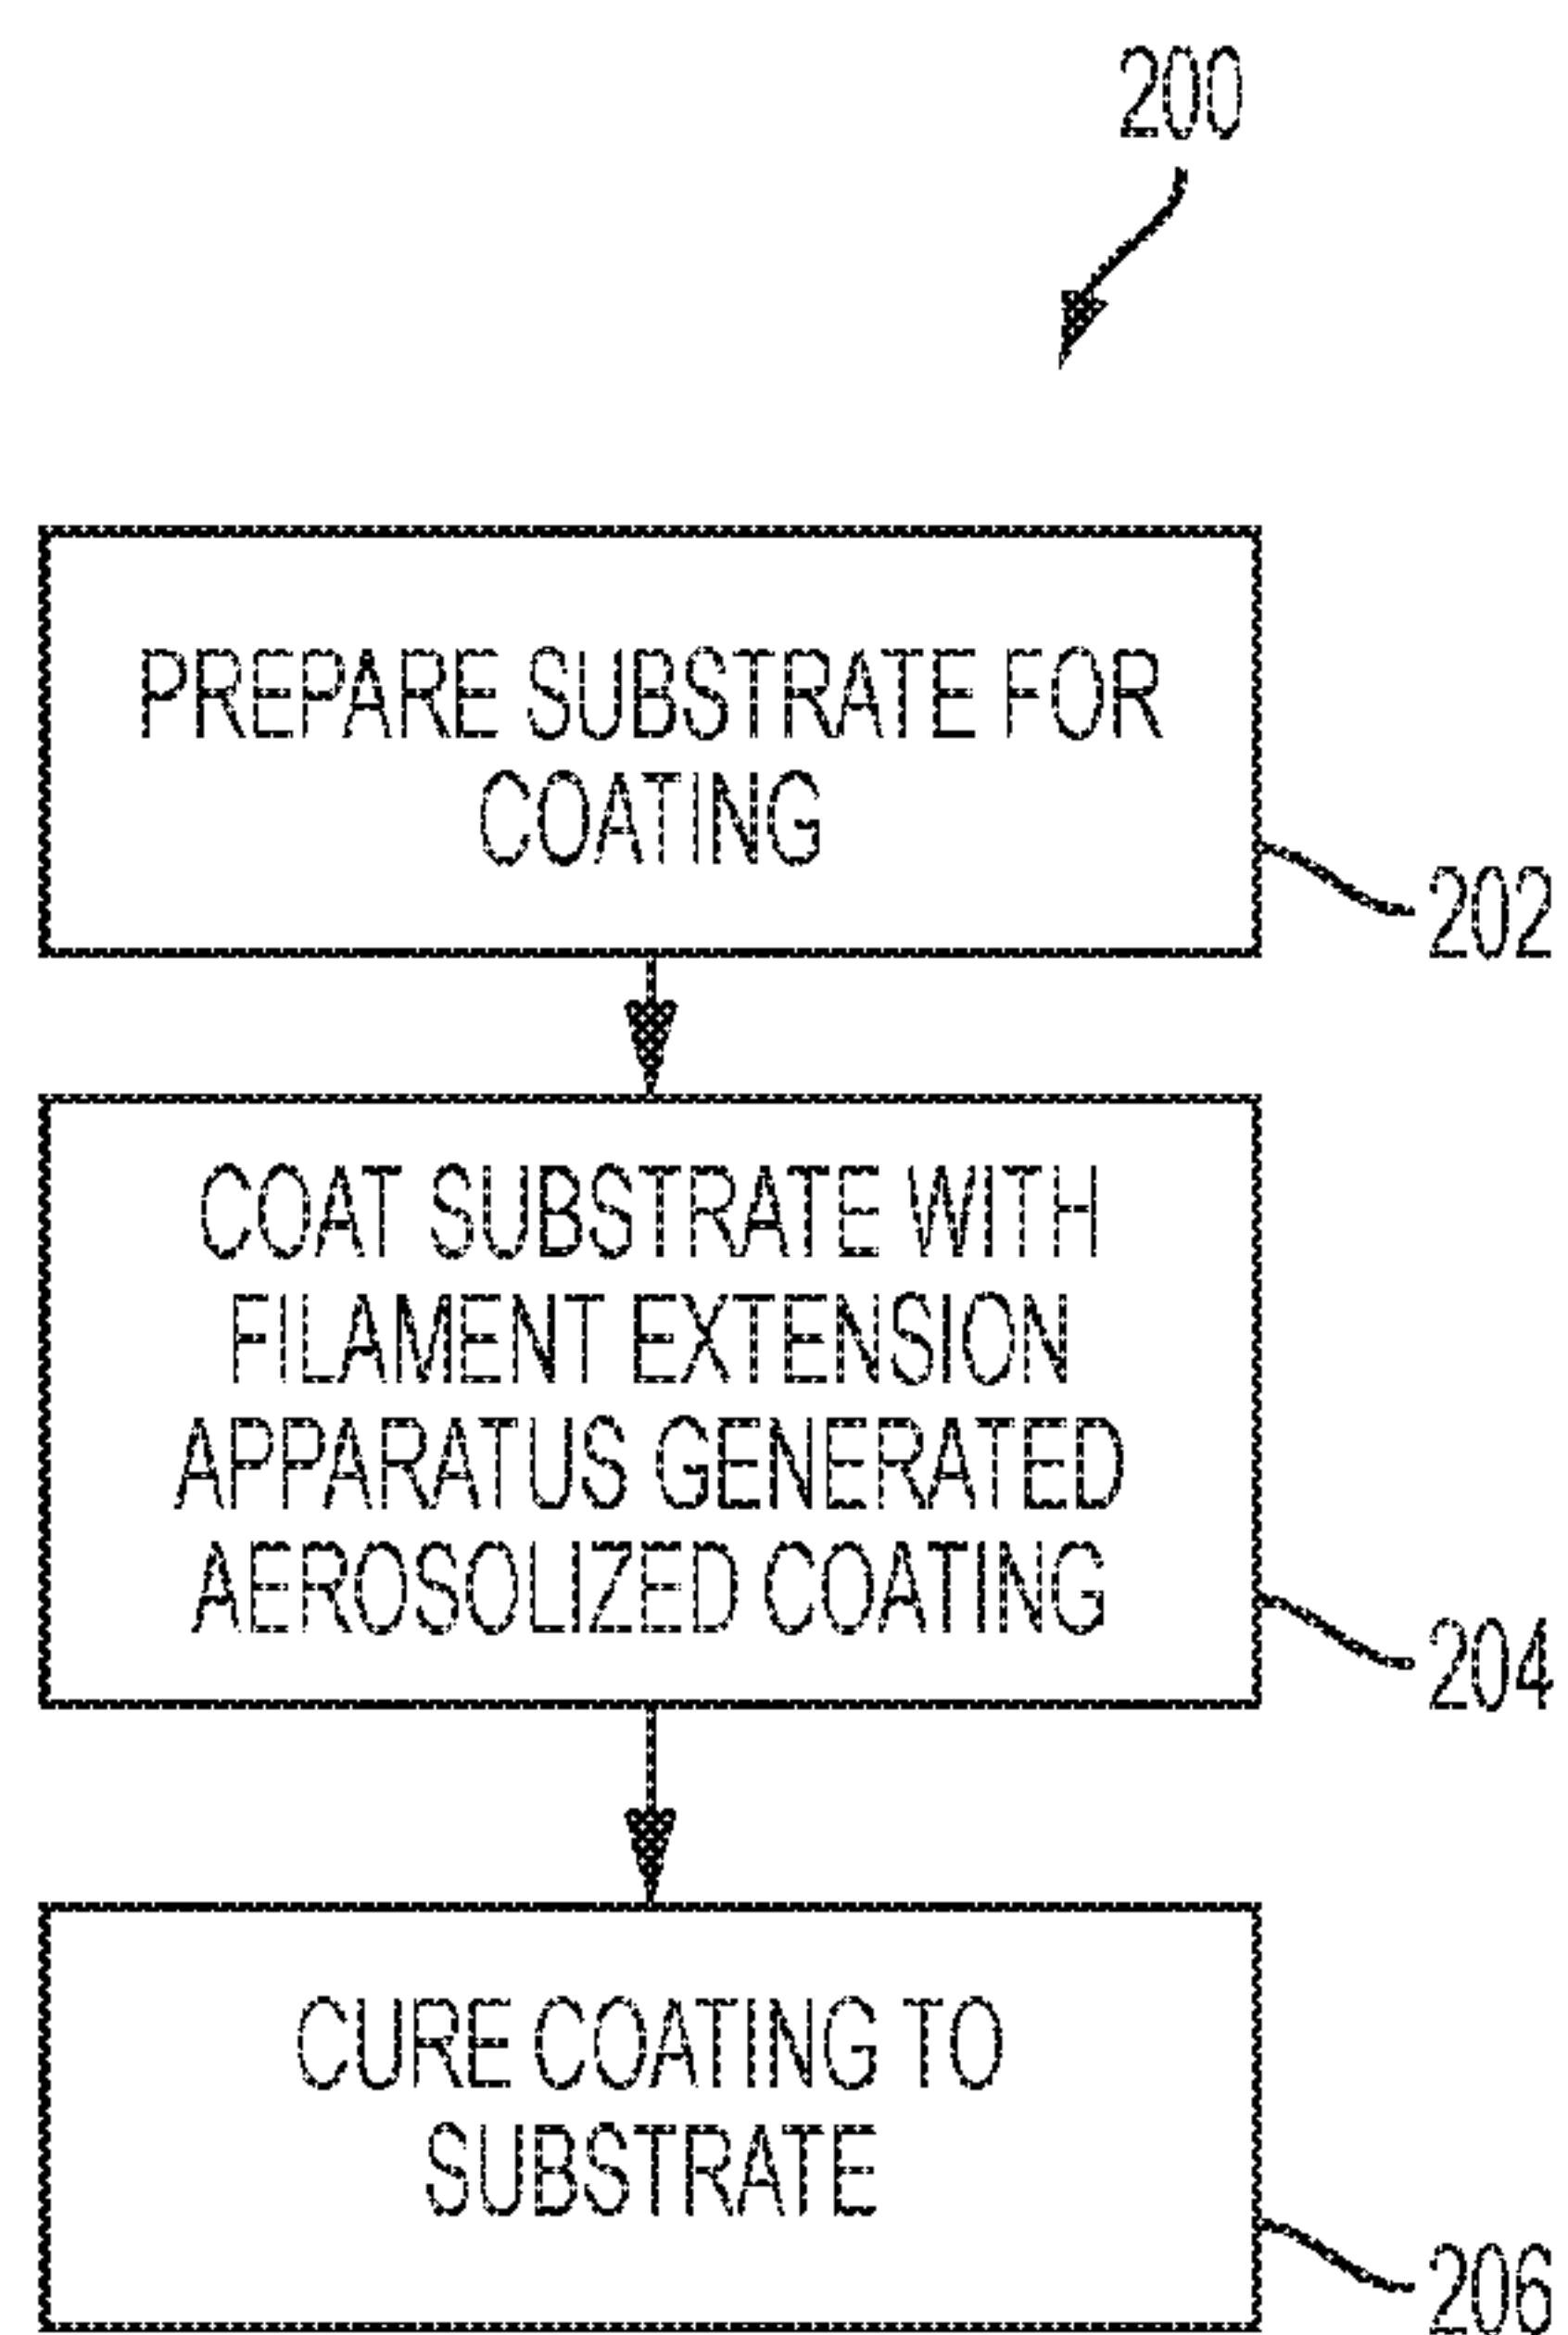 200
PREPARE SUBSTRATE FOR
COATING
202
COAT SUBSTRATE WITH
FILAMENT EXTENSION
APPARATUS GENERATED
AEROSOLIZED COATING
204
CURE COATING TO
SUBSTRATE
206